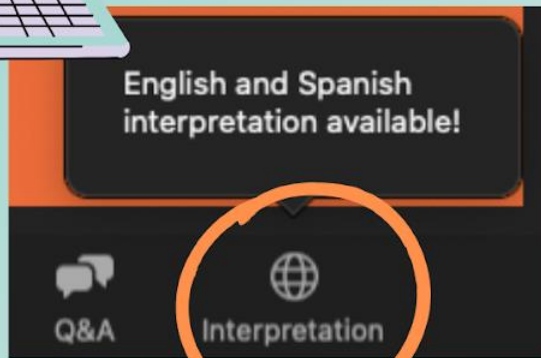 English and Spanish
interpretation available!
Q&A
Interpretation